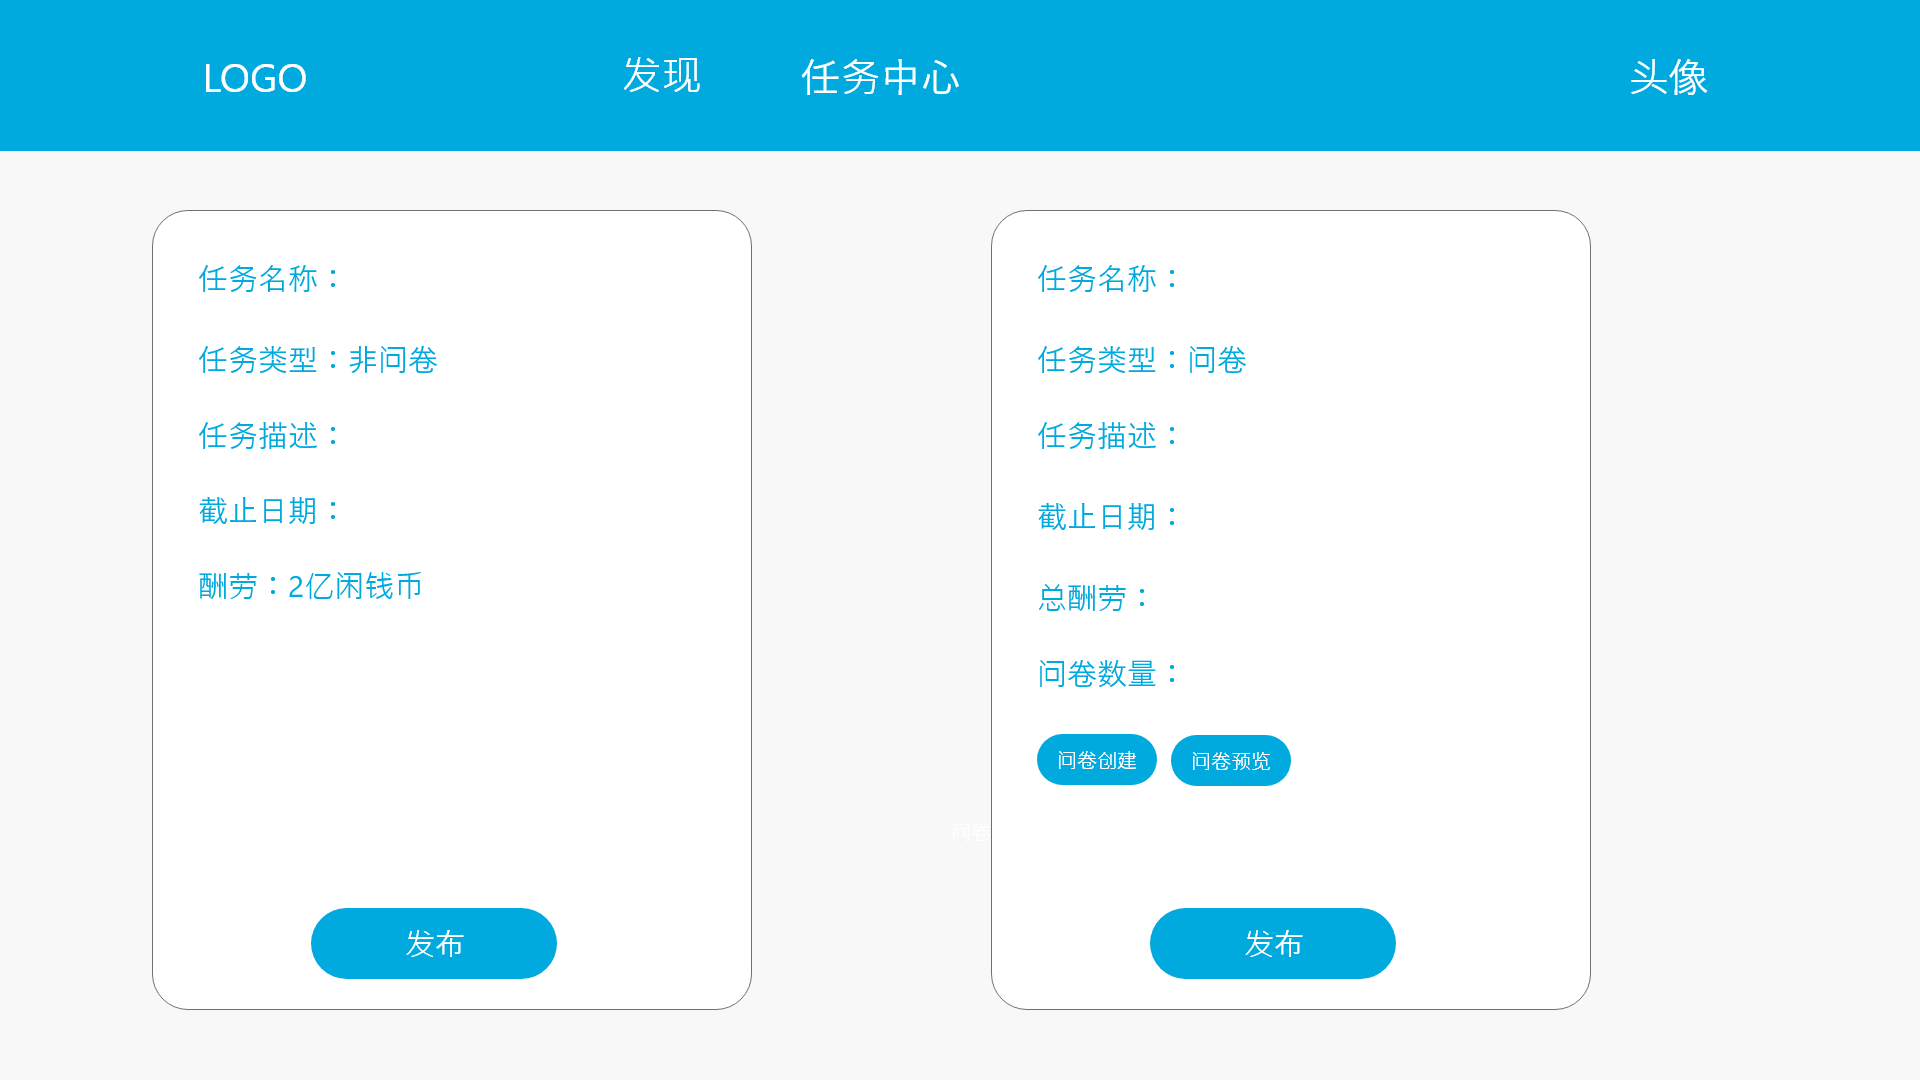 LOGO
发现
任务中心
头像
任务名称：
任务类型：非问卷
任务描述：
截止日期：
酬劳：2亿闲钱币
发布
任务名称：
任务类型：问卷
任务描述：
截止日期：
总酬劳：
问卷数量：
问卷创建
问卷预览
问卷
发布